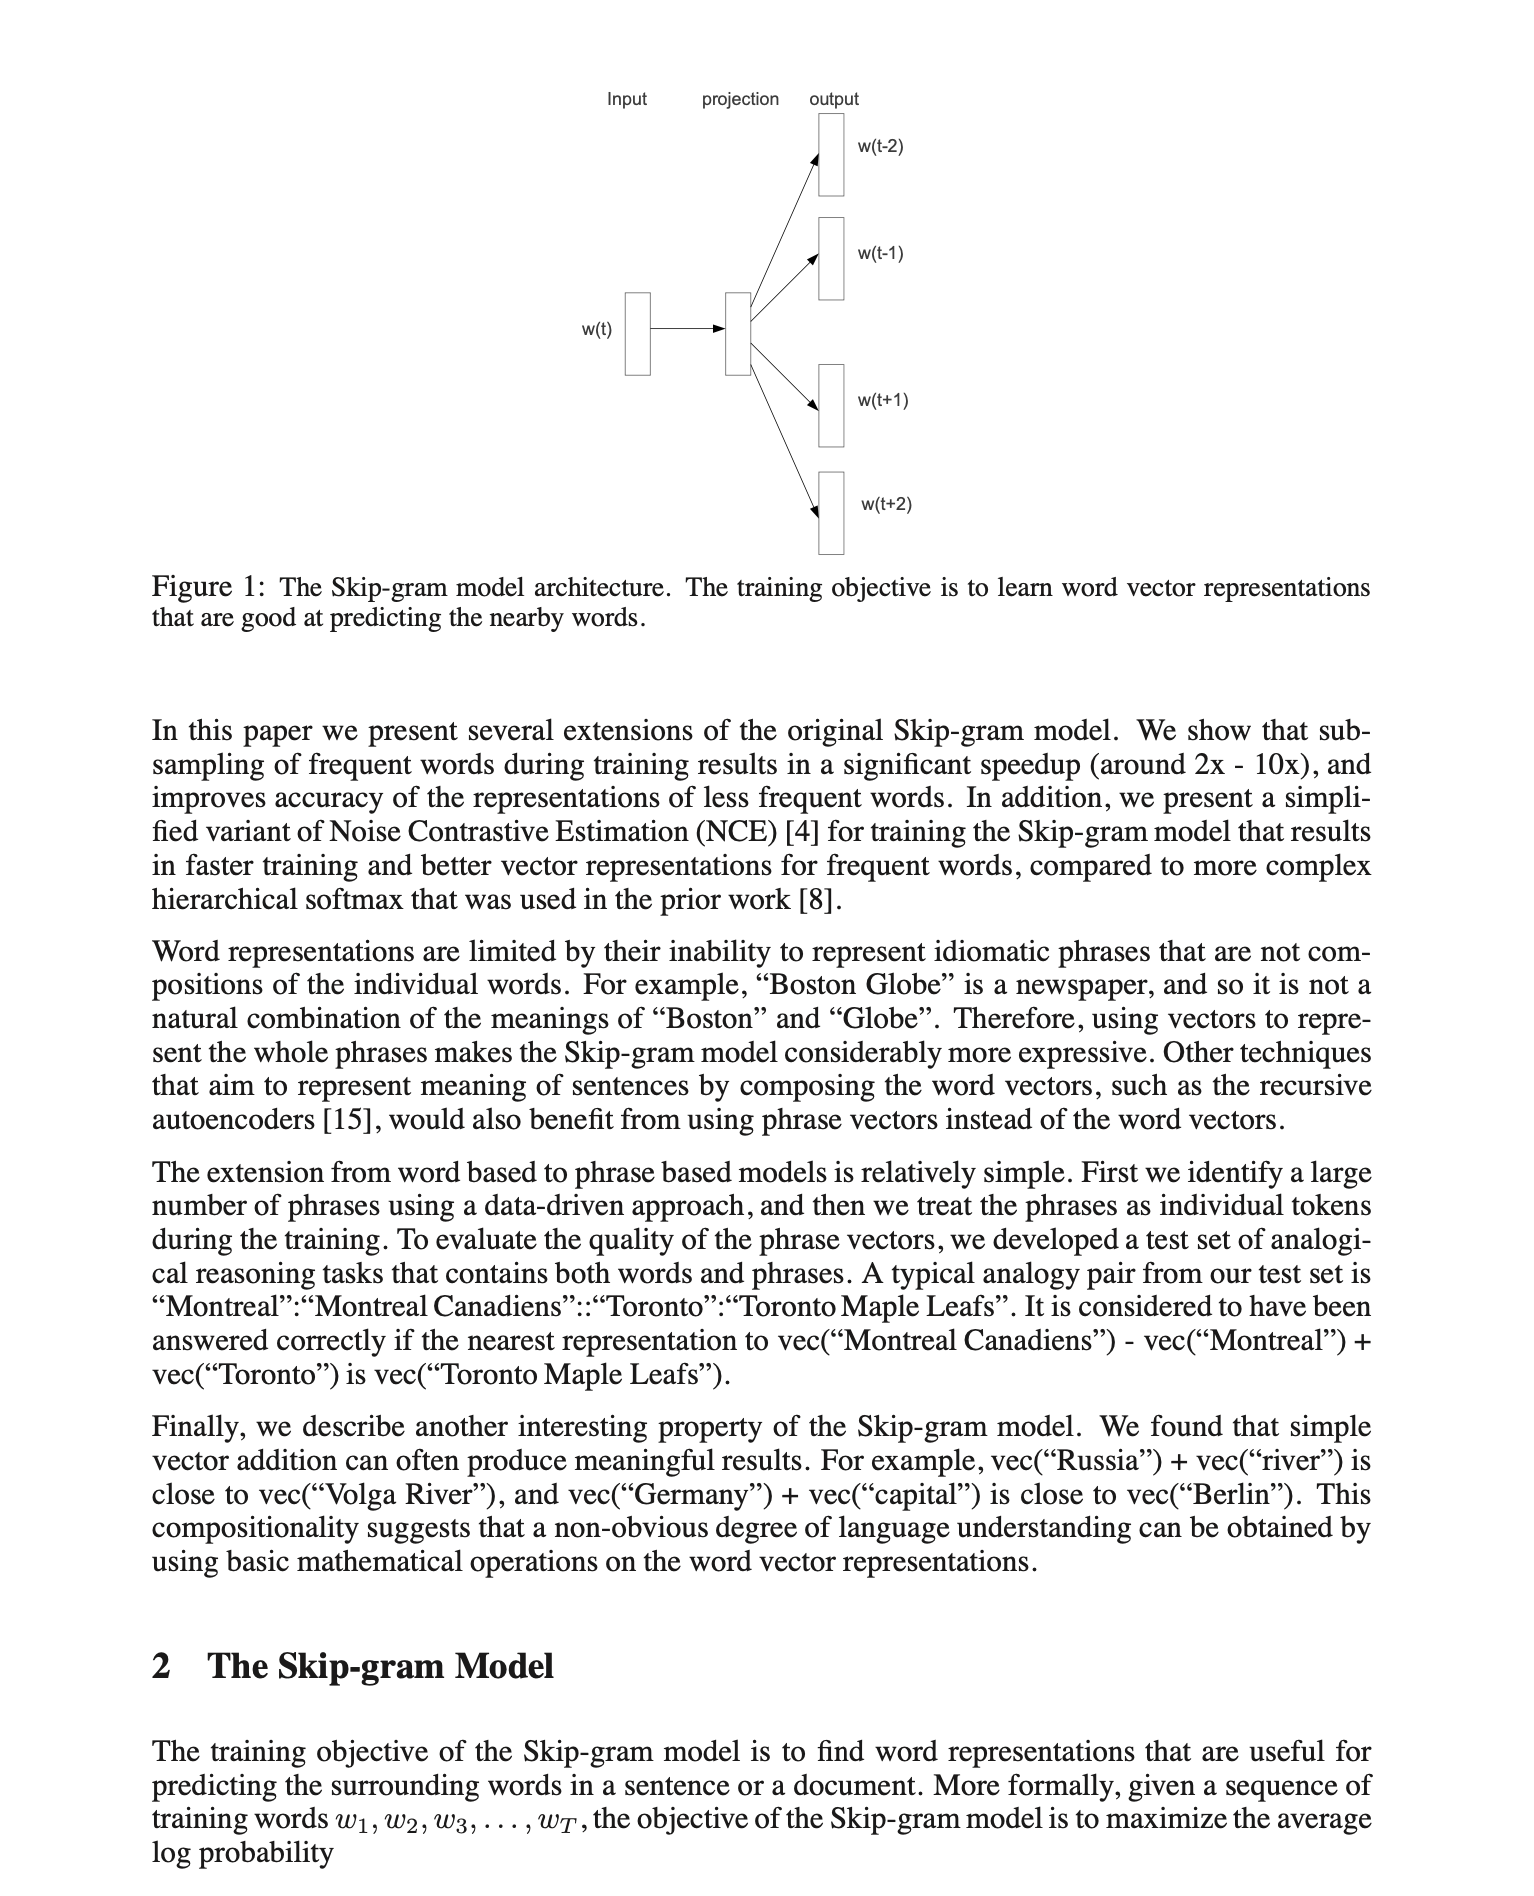 Input projection output
w(t-2)
w(t-1)
w(t)
w(t+1)
w(t+2)
Figure 1: The Skip-gram model architecture. The training objective is to learn word vector representations
that are good at predicting the nearby words.
In this paper we present several extensions of the original Skip-gram model. We show that sub-
sampling of frequent words during training results in a significant speedup (around 2x - 10x), and
improves accuracy of the representations of less frequent words. In addition, we present a simpli-
fied variant of Noise Contrastive Estimation (NCE) [4] for training the Skip-gram model that results
in faster training and better vector representations for frequent words, compared to more complex
hierarchical softmax that was used in the prior work [8].
Word representations are limited by their inability to represent idiomatic phrases that are not com-
positions of the individual words. For example, “Boston Globe” is a newspaper, and so it is not a
natural combination of the meanings of “Boston” and “Globe”. Therefore, using vectors to repre-
sent the whole phrases makes the Skip-gram model considerably more expressive. Other techniques
that aim to represent meaning of sentences by composing the word vectors, such as the recursive
autoencoders [15], would also benefit from using phrase vectors instead of the word vectors.
The extension from word based to phrase based models is relatively simple. First we identify a large
number of phrases using a data-driven approach, and then we treat the phrases as individual tokens
during the training. To evaluate the quality of the phrase vectors, we developed a test set of analogi-
cal reasoning tasks that contains both words and phrases. A typical analogy pair from our test set is
“Montreal”:“Montreal Canadiens”::“Toronto”:“Toronto Maple Leafs”. It is considered to have been
answered correctly if the nearest representation to vec(“Montreal Canadiens”) - vec(“Montreal”) +
vec(“Toronto”) is vec(“Toronto Maple Leafs”).
Finally, we describe another interesting property of the Skip-gram model. We found that simple
vector addition can often produce meaningful results. For example, vec(“Russia”) + vec(“river”) is
close to vec(“Volga River”), and vec(“Germany”) + vec(“capital”) is close to vec(“Berlin”). This
compositionality suggests that a non-obvious degree of language understanding can be obtained by
using basic mathematical operations on the word vector representations.
2 The Skip-gram Model
The training objective of the Skip-gram model is to find word representations that are useful for
predicting the surrounding words in a sentence or a document. More formally, given a sequence of
training words w₁, w₂, w₃, . . . , w_T, the objective of the Skip-gram model is to maximize the average
log probability